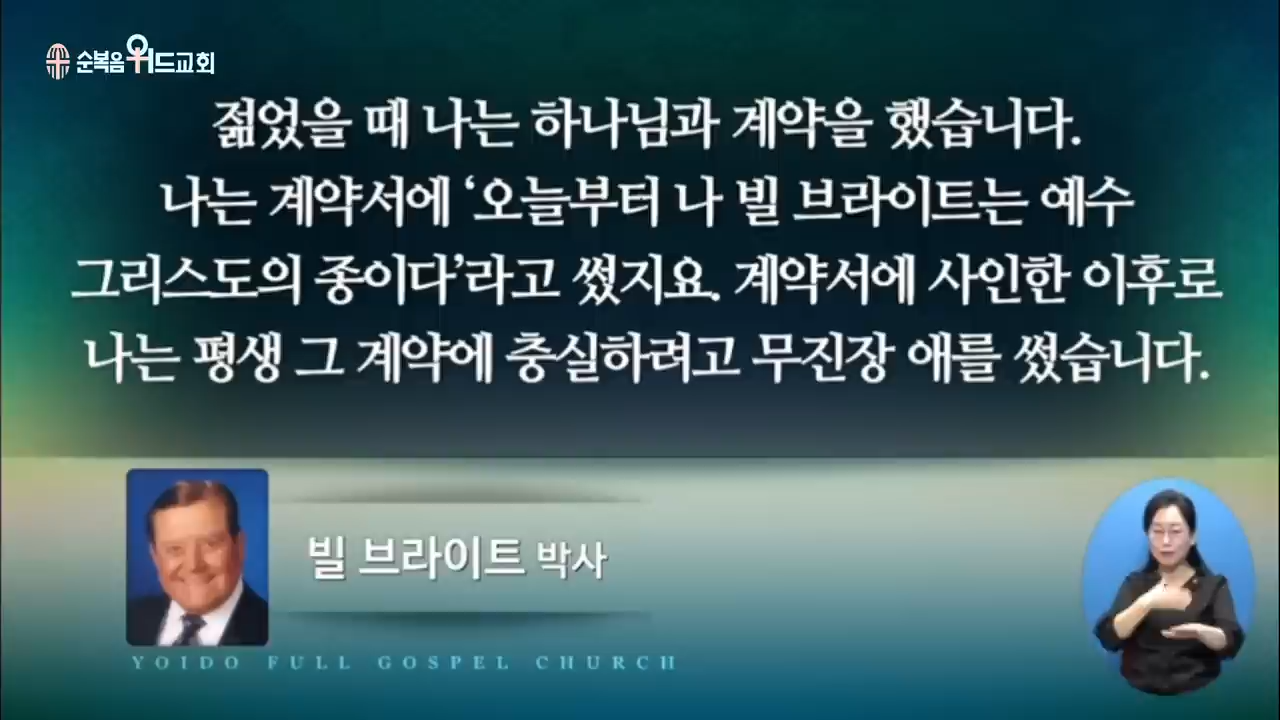 순복음위드교회
젊었을 때 나는 하나님과 계약을 했습니다.
나는 계약서에 ‘오늘부터 나 빌 브라이트는 예수
그리스도의 종이다’라고 썼지요. 계약서에 사인한 이후로
나는 평생 그 계약에 충실하려고 무진장 애를 썼습니다.
빌 브라이트 박사
YOIDO FULL GOSPEL CHURCH